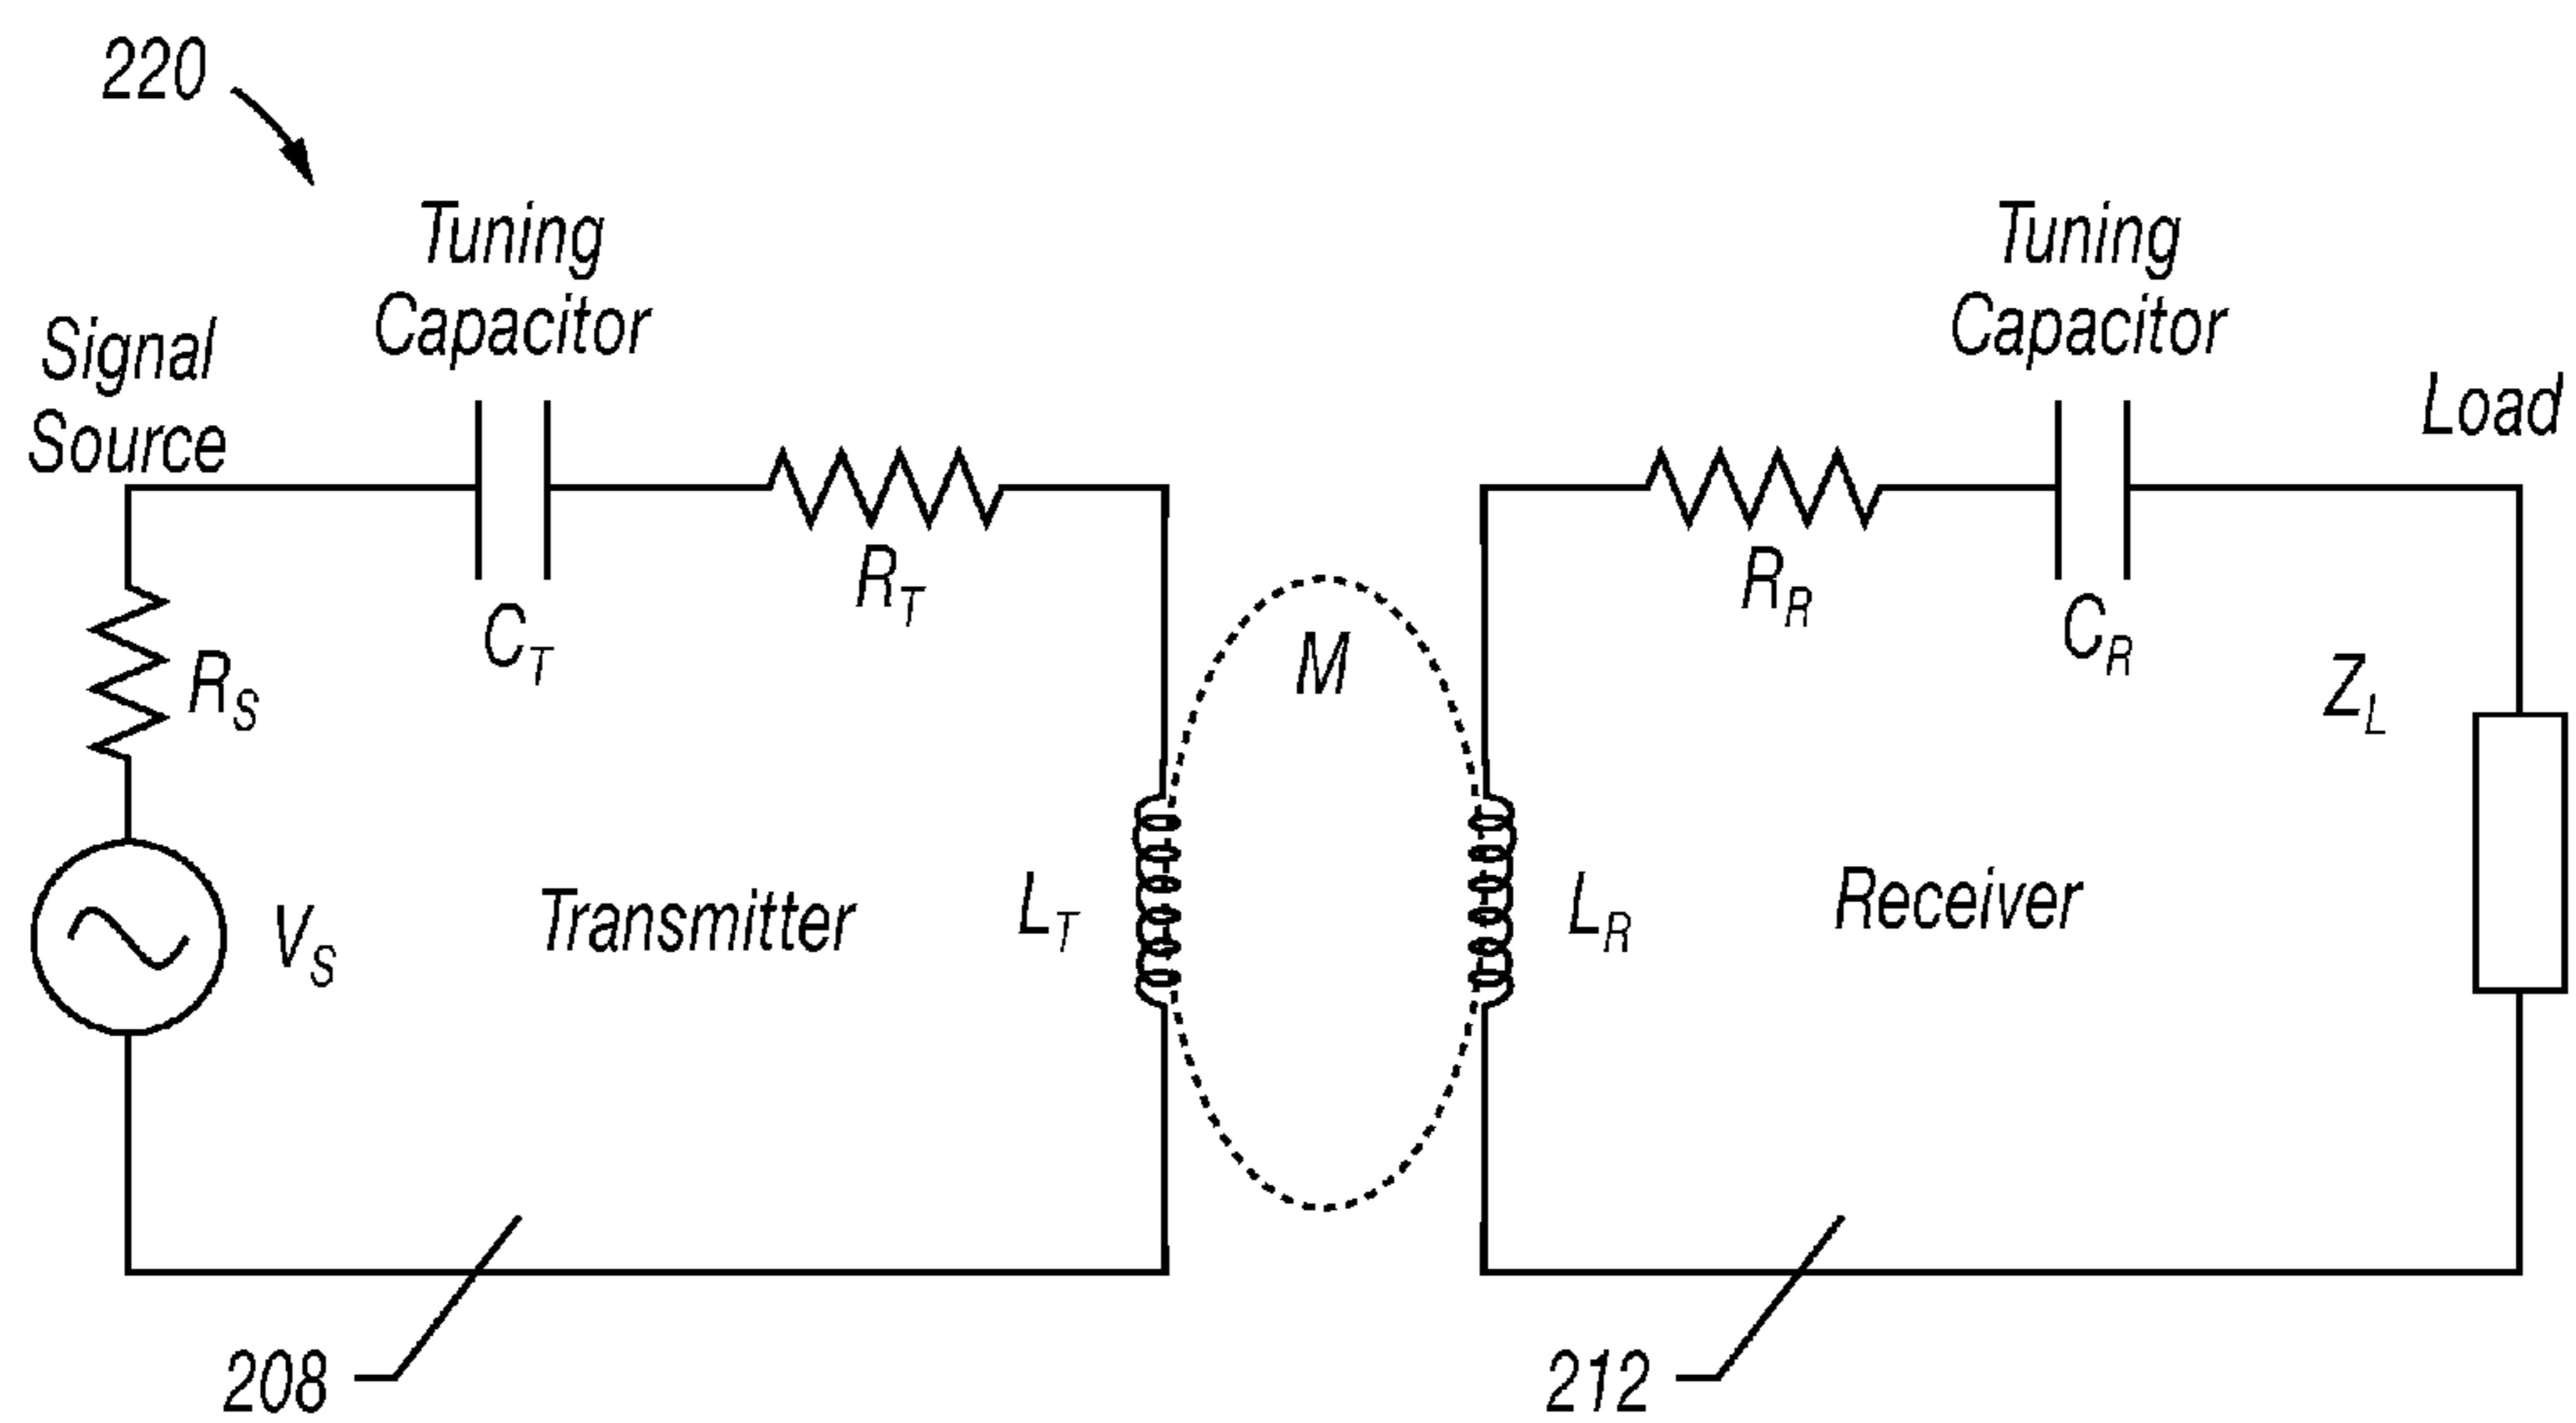 220
Tuning
Capacitor
Tuning
Capacitor
Signal
Source
Load
R_T
R_R
C_T
C_R
M
R_S
Z_L
V_S
Transmitter
L_T
L_R
Receiver
208
212